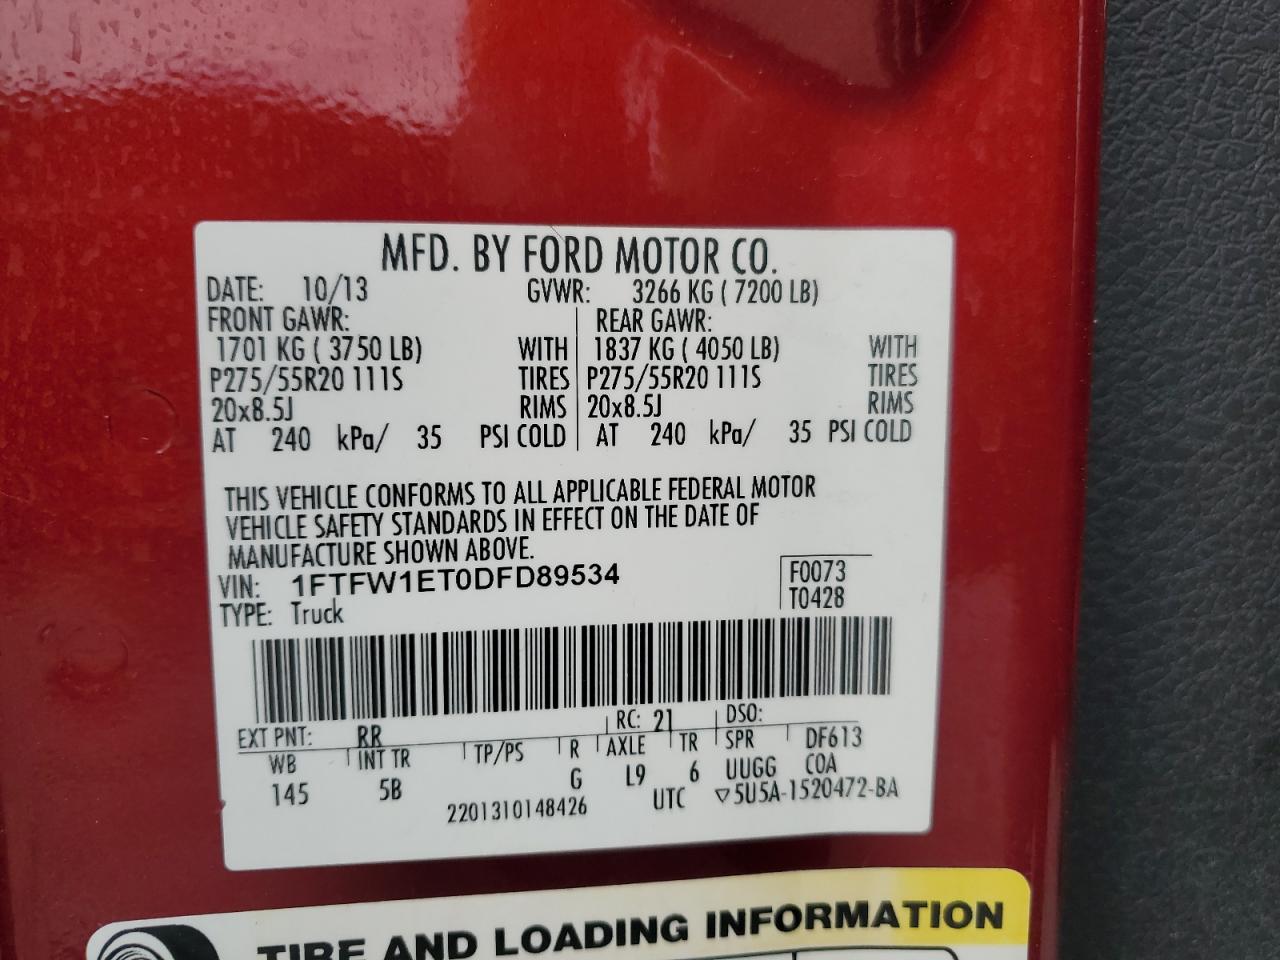 MFD. BY FORD MOTOR CO.
DATE: 10/13 GVWR: 3266 KG ( 7200 LB)
FRONT GAWR: REAR GAWR:
1701 KG ( 3750 LB) WITH 1837 KG ( 4050 LB) WITH
P275/55R20 111S TIRES P275/55R20 111S TIRES
20x8.5J RIMS 20x8.5J RIMS
AT 240 kPa/ 35 PSI COLD AT 240 kPa/ 35 PSI COLD
THIS VEHICLE CONFORMS TO ALL APPLICABLE FEDERAL MOTOR
VEHICLE SAFETY STANDARDS IN EFFECT ON THE DATE OF
MANUFACTURE SHOWN ABOVE.
VIN: 1FTFW1ET0DFD89534 F0073
TYPE: Truck T0428
EXT PNT: RR RC: 21 DSO:
WB INT TR TP/PS R AXLE TR SPR DF613
145 5B G L9 6 UUGG COA
2201310148426 UTC ▽5U5A-1520472-BA
TIRE AND LOADING INFORMATION